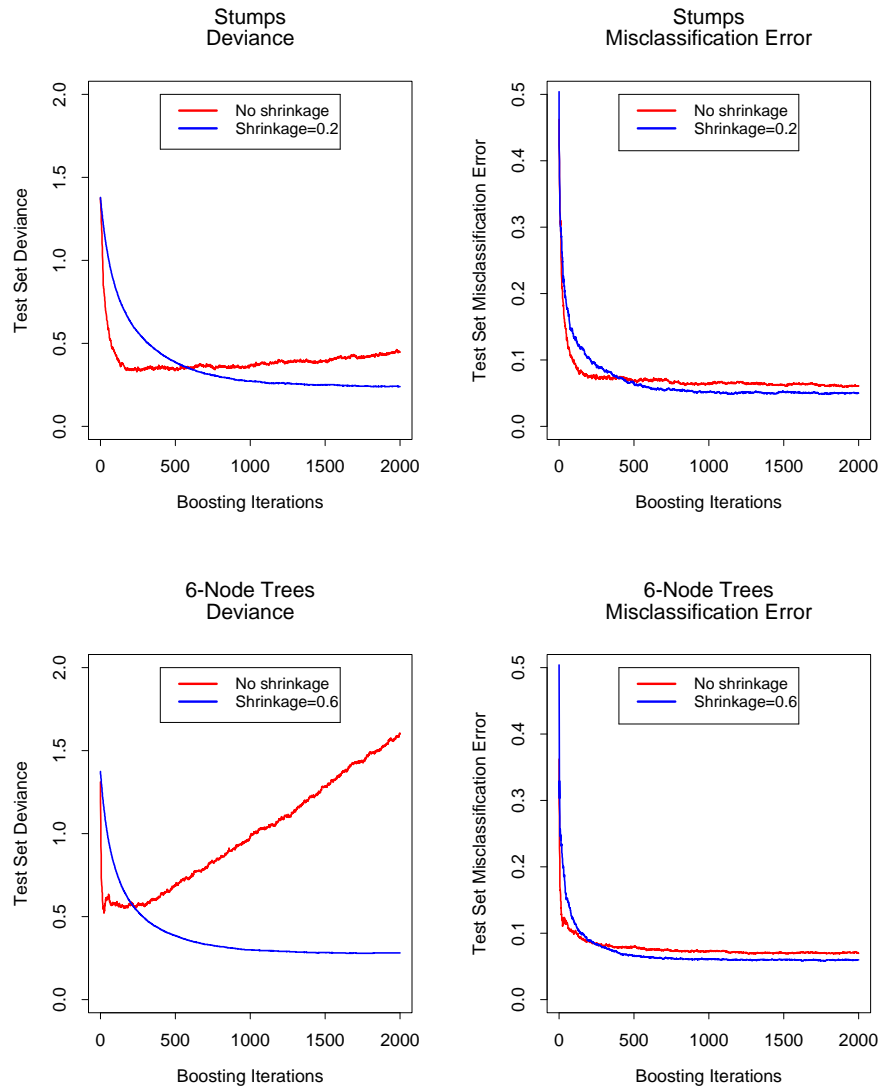 Stumps
Deviance
No shrinkage
Shrinkage=0.2
Test Set Deviance
0.0 0.5 1.0 1.5 2.0
0 500 1000 1500 2000
Boosting Iterations
Stumps
Misclassification Error
No shrinkage
Shrinkage=0.2
Test Set Misclassification Error
0.0 0.1 0.2 0.3 0.4 0.5
0 500 1000 1500 2000
Boosting Iterations
6-Node Trees
Deviance
No shrinkage
Shrinkage=0.6
Test Set Deviance
0.0 0.5 1.0 1.5 2.0
0 500 1000 1500 2000
Boosting Iterations
6-Node Trees
Misclassification Error
No shrinkage
Shrinkage=0.6
Test Set Misclassification Error
0.0 0.1 0.2 0.3 0.4 0.5
0 500 1000 1500 2000
Boosting Iterations